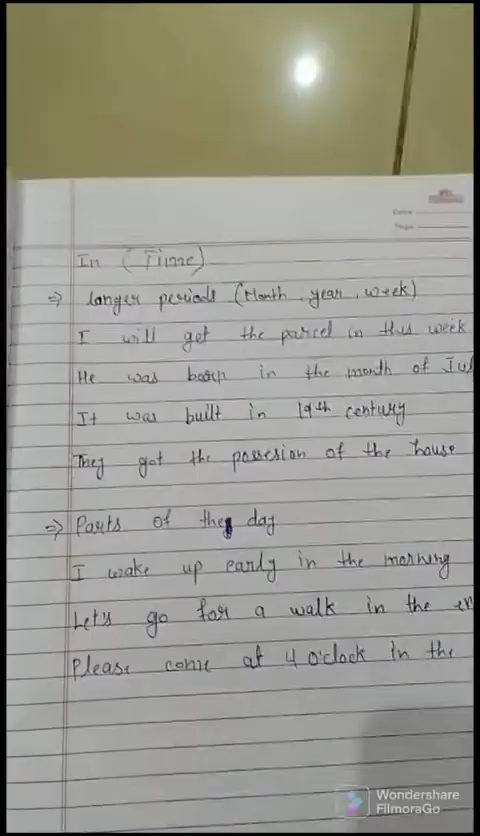 In (Time)
⇒ longer periods (Month, year, week)
I will get the parcel in this week
He was born in the month of Jul
It was built in 19th century
They got the possesion of the house
⇒ Parts of the day
I wake up early in the morning
Let's go for a walk in the
Please come at 4 o'clock in the
Wondershare
FilmoraGo